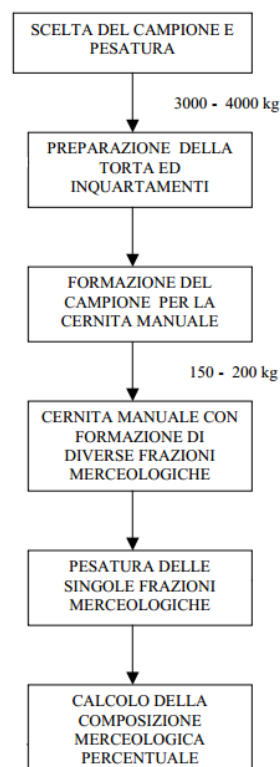 SCELTA DEL CAMPIONE E
PESATURA
3000 - 4000 kg
PREPARAZIONE DELLA
TORTA ED
INQUARTAMENTI
FORMAZIONE DEL
CAMPIONE PER LA
CERNITA MANUALE
150 - 200 kg
CERNITA MANUALE CON
FORMAZIONE DI
DIVERSE FRAZIONI
MERCEOLOGICHE
PESATURA DELLE
SINGOLE FRAZIONI
MERCEOLOGICHE
CALCOLO DELLA
COMPOSIZIONE
MERCEOLOGICA
PERCENTUALE